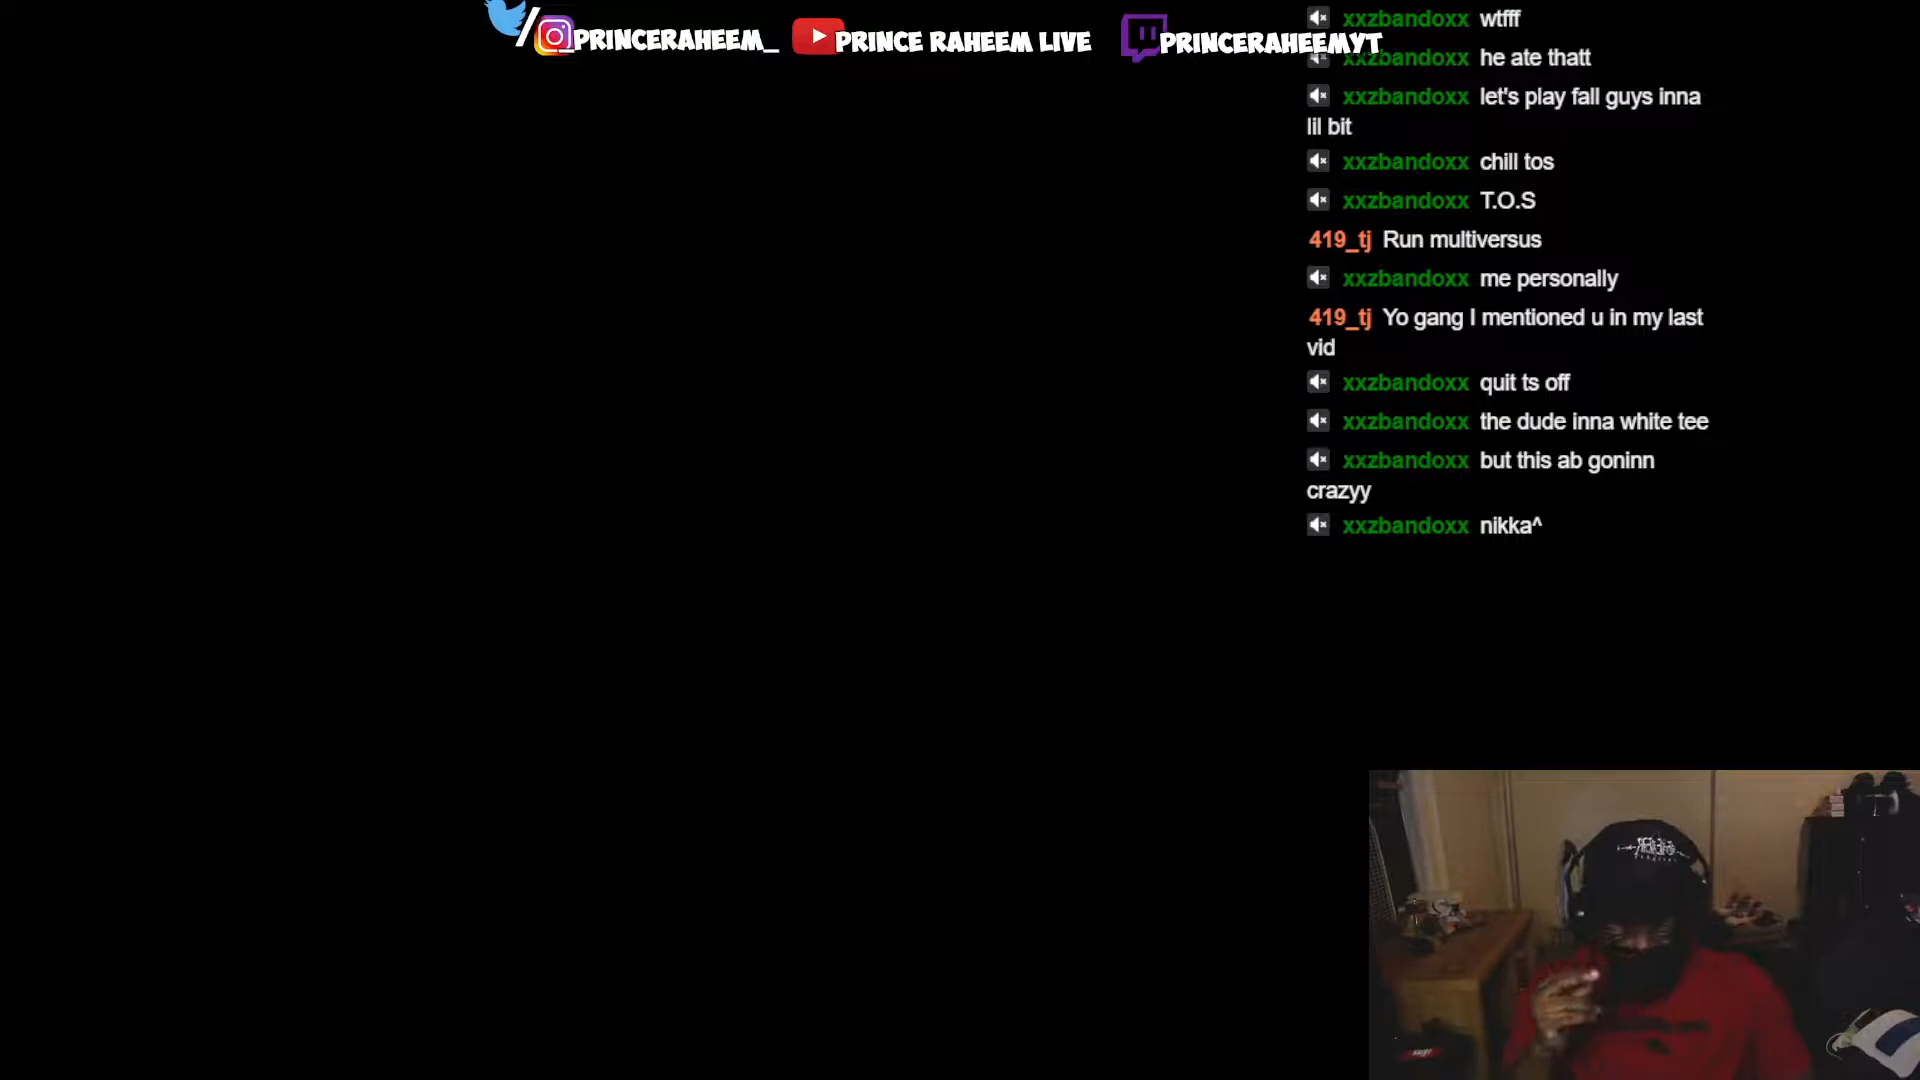 / _PRINCERAHEEM_ PRINCE RAHEEM LIVE PRINCERAHEEMYT
xxzbandoxx wtfff
xxzbandoxx he ate thatt
xxzbandoxx let's play fall guys inna
lil bit
xxzbandoxx chill tos
xxzbandoxx T.O.S
419_tj Run multiversus
xxzbandoxx me personally
419_tj Yo gang I mentioned u in my last
vid
xxzbandoxx quit ts off
xxzbandoxx the dude inna white tee
xxzbandoxx but this ab goninn
crazyy
xxzbandoxx nikka^